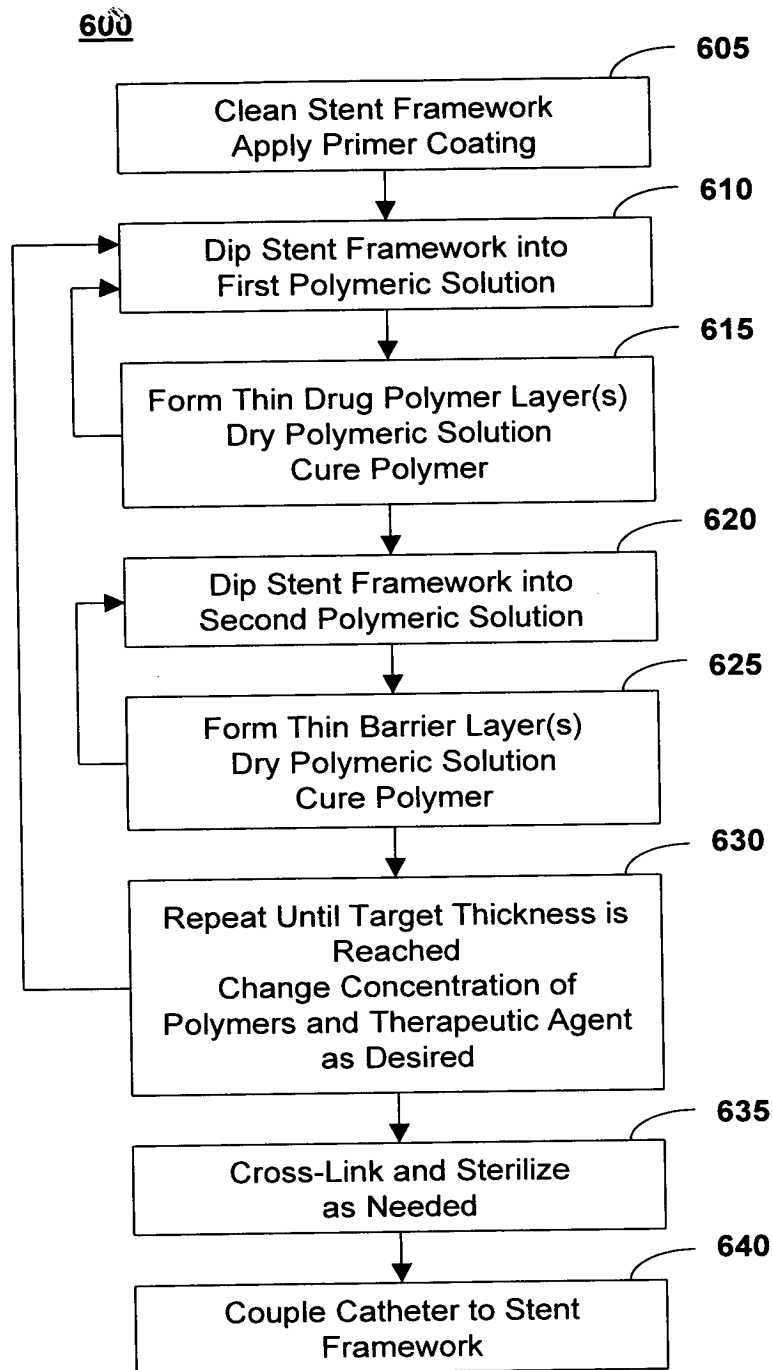 600
605
Clean Stent Framework
Apply Primer Coating
610
Dip Stent Framework into
First Polymeric Solution
615
Form Thin Drug Polymer Layer(s)
Dry Polymeric Solution
Cure Polymer
620
Dip Stent Framework into
Second Polymeric Solution
625
Form Thin Barrier Layer(s)
Dry Polymeric Solution
Cure Polymer
630
Repeat Until Target Thickness is
Reached
Change Concentration of
Polymers and Therapeutic Agent
as Desired
635
Cross-Link and Sterilize
as Needed
640
Couple Catheter to Stent
Framework